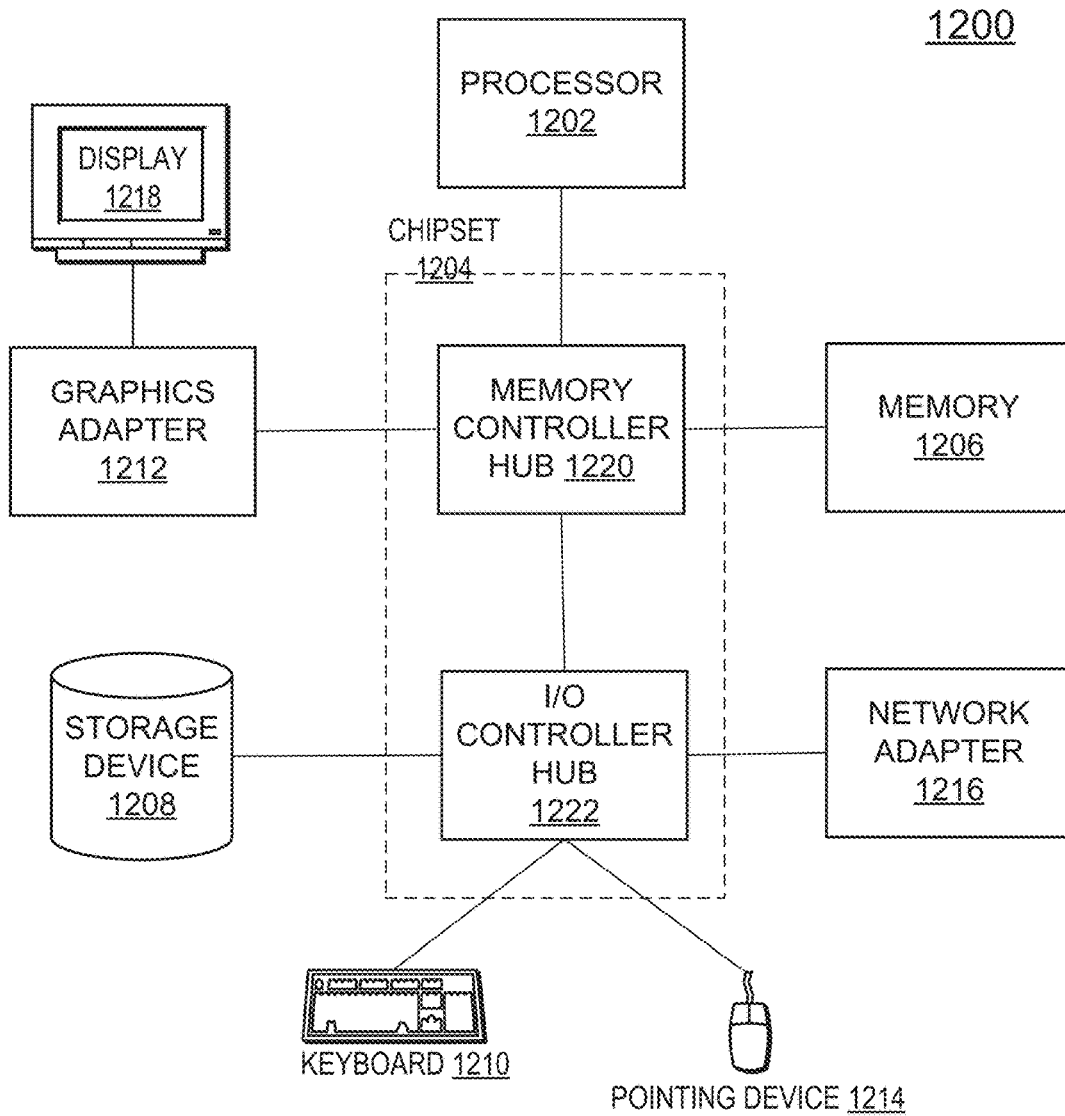 1200
PROCESSOR
1202
DISPLAY
1218
CHIPSET
1204
GRAPHICS
ADAPTER
1212
MEMORY
CONTROLLER
HUB 1220
MEMORY
1206
STORAGE
DEVICE
1208
I/O
CONTROLLER
HUB
1222
NETWORK
ADAPTER
1216
KEYBOARD 1210
POINTING DEVICE 1214